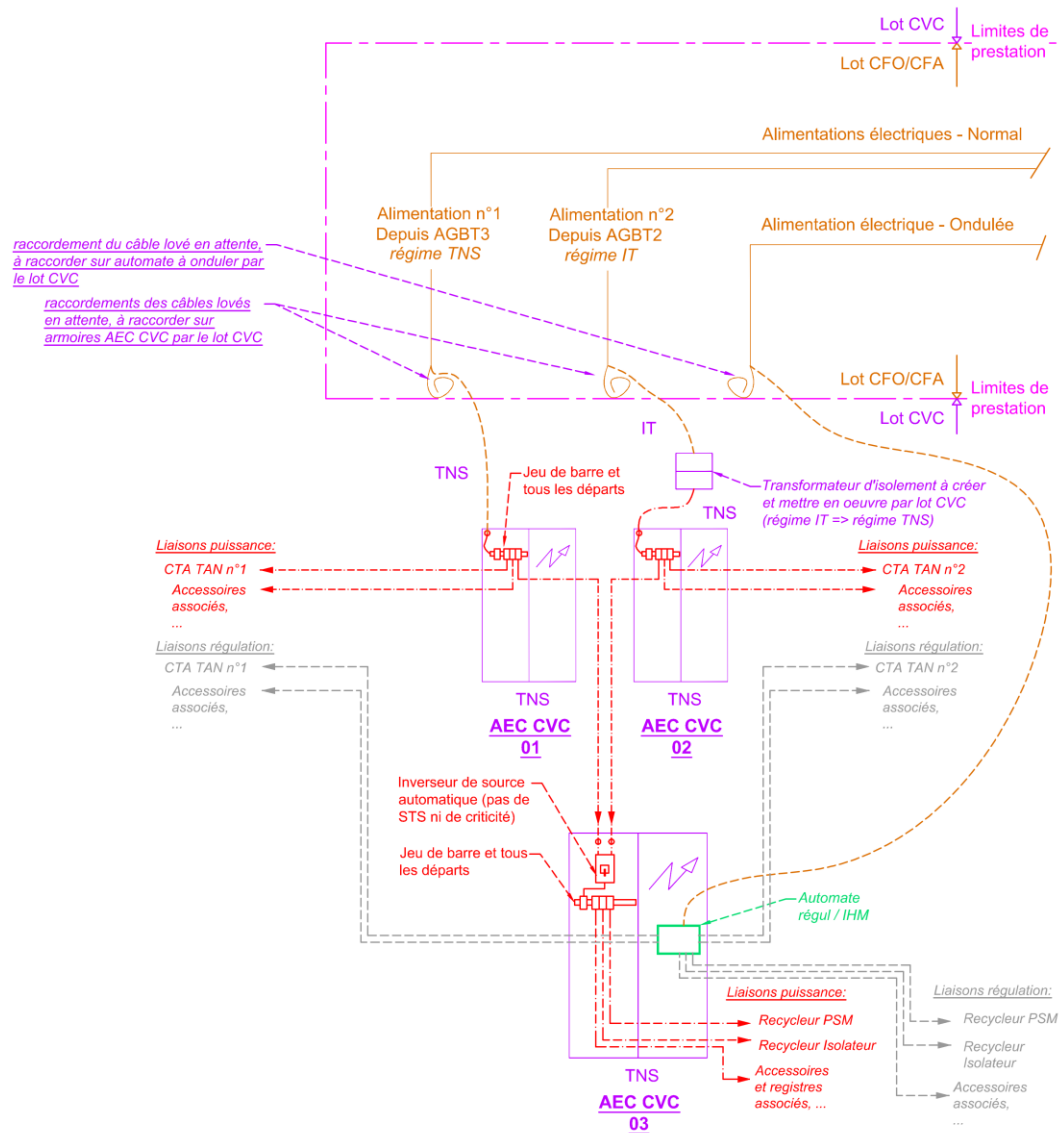 Lot CVC
Limites de
prestation
Lot CFO/CFA
Alimentations électriques - Normal
Alimentation n°1
Depuis AGBT3
régime TNS
Alimentation n°2
Depuis AGBT2
régime IT
Alimentation électrique - Ondulée
raccordement du câble lové en attente,
à raccorder sur automate à onduler par
le lot CVC
raccordements des câbles lovés
en attente, à raccorder sur
armoires AEC CVC par le lot CVC
Lot CFO/CFA
Limites de
prestation
Lot CVC
IT
TNS
Jeu de barre et
tous les départs
Transformateur d'isolement à créer
et mettre en oeuvre par lot CVC
(régime IT => régime TNS)
TNS
Liaisons puissance:
CTA TAN n°1
Accessoires
associés,
...
Liaisons régulation:
CTA TAN n°1
Accessoires
associés,
...
Liaisons puissance:
CTA TAN n°2
Accessoires
associés,
...
Liaisons régulation:
CTA TAN n°2
Accessoires
associés,
...
TNS
AEC CVC
01
TNS
AEC CVC
02
Inverseur de source
automatique (pas de
STS ni de criticité)
Jeu de barre et tous
les départs
Automate
régul / IHM
Liaisons puissance:
Recycleur PSM
Recycleur Isolateur
Accessoires
et registres
associés, ...
Liaisons régulation:
Recycleur PSM
Recycleur
Isolateur
Accessoires
associés,
...
TNS
AEC CVC
03